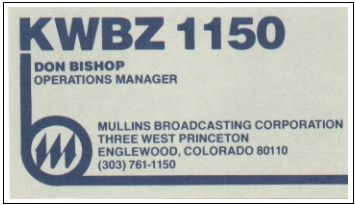 KWBZ 1150
DON BISHOP
OPERATIONS MANAGER
MULLINS BROADCASTING CORPORATION
THREE WEST PRINCETON
ENGLEWOOD, COLORADO 80110
(303) 761-1150